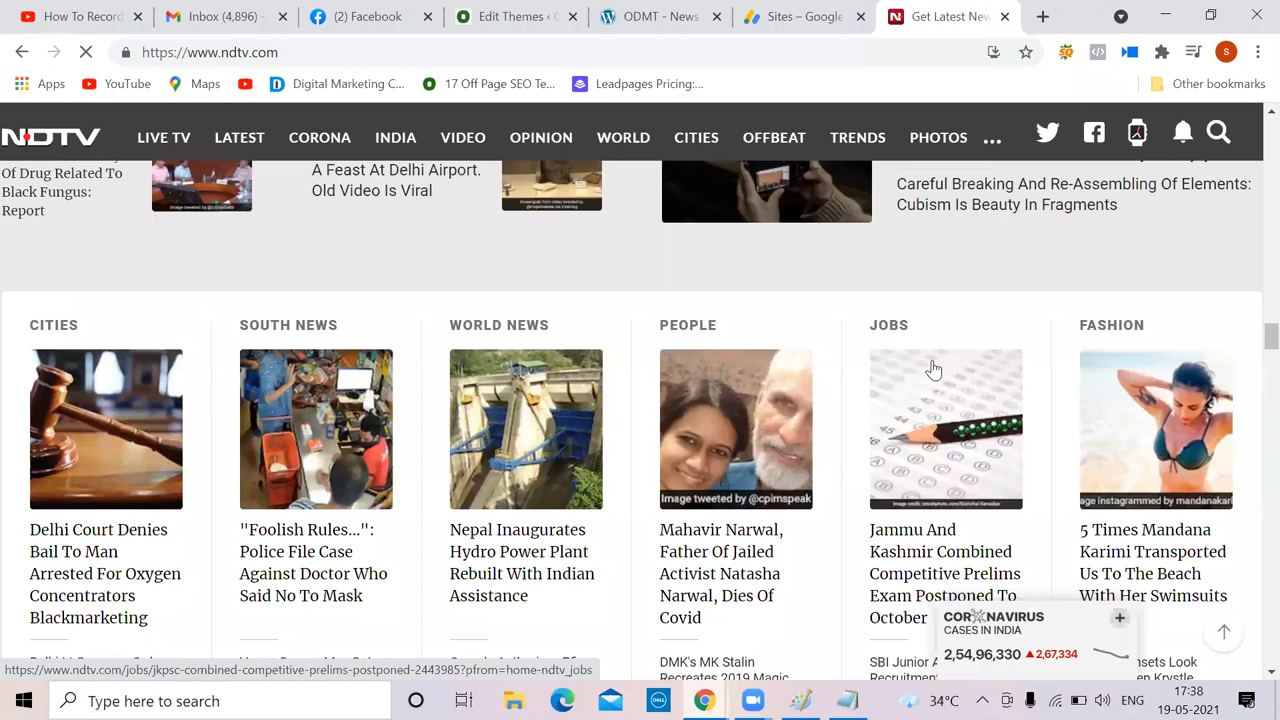 How To Record
Inbox (4,896) -
(2) Facebook
Edit Themes ‹
ODMT - News
Sites – Google
Get Latest New
https://www.ndtv.com
S
Apps
YouTube
Maps
Digital Marketing C...
17 Off Page SEO Te...
Leadpages Pricing:...
Other bookmarks
NDTV
LIVE TV
LATEST
CORONA
INDIA
VIDEO
OPINION
WORLD
CITIES
OFFBEAT
TRENDS
PHOTOS
...
Of Drug Related To
Black Fungus:
Report
A Feast At Delhi Airport.
Old Video Is Viral
Careful Breaking And Re-Assembling Of Elements:
Cubism Is Beauty In Fragments
CITIES
Delhi Court Denies
Bail To Man
Arrested For Oxygen
Concentrators
Blackmarketing
SOUTH NEWS
"Foolish Rules...":
Police File Case
Against Doctor Who
Said No To Mask
WORLD NEWS
Nepal Inaugurates
Hydro Power Plant
Rebuilt With Indian
Assistance
PEOPLE
Image tweeted by @cpimspeak
Mahavir Narwal,
Father Of Jailed
Activist Natasha
Narwal, Dies Of
Covid
DMK's MK Stalin
Recreates 2019 Magic
JOBS
Jammu And
Kashmir Combined
Competitive Prelims
Exam Postponed To
October
SBI Junior A
Recruitment
FASHION
age instagrammed by mandanakari
5 Times Mandana
Karimi Transported
Us To The Beach
With Her Swimsuits
nsets Look
CORONAVIRUS
+
CASES IN INDIA
2,54,96,330 ▲2,67,334
https://www.ndtv.com/jobs/jkpsc-combined-competitive-prelims-postponed-2443985?pfrom=home-ndtv_jobs
Type here to search
DELL
34°C
ENG
17:38
19-05-2021